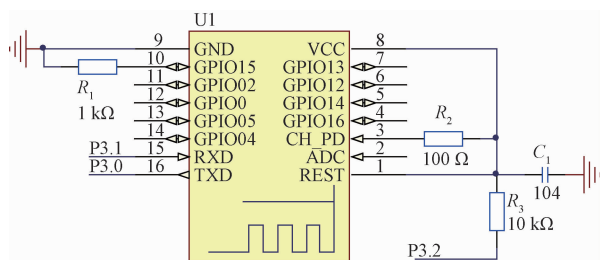 U1
9 GND VCC 8
10 GPIO15 GPIO13 7
R1 1 kΩ
11 GPIO02 GPIO12 6
12 GPIO0 GPIO14 5
13 GPIO05 GPIO16 4
14 GPIO04 CH_PD 3
R2 100 Ω
P3.1 15 RXD ADC 2
P3.0 16 TXD REST 1
C1 104
R3 10 kΩ
P3.2